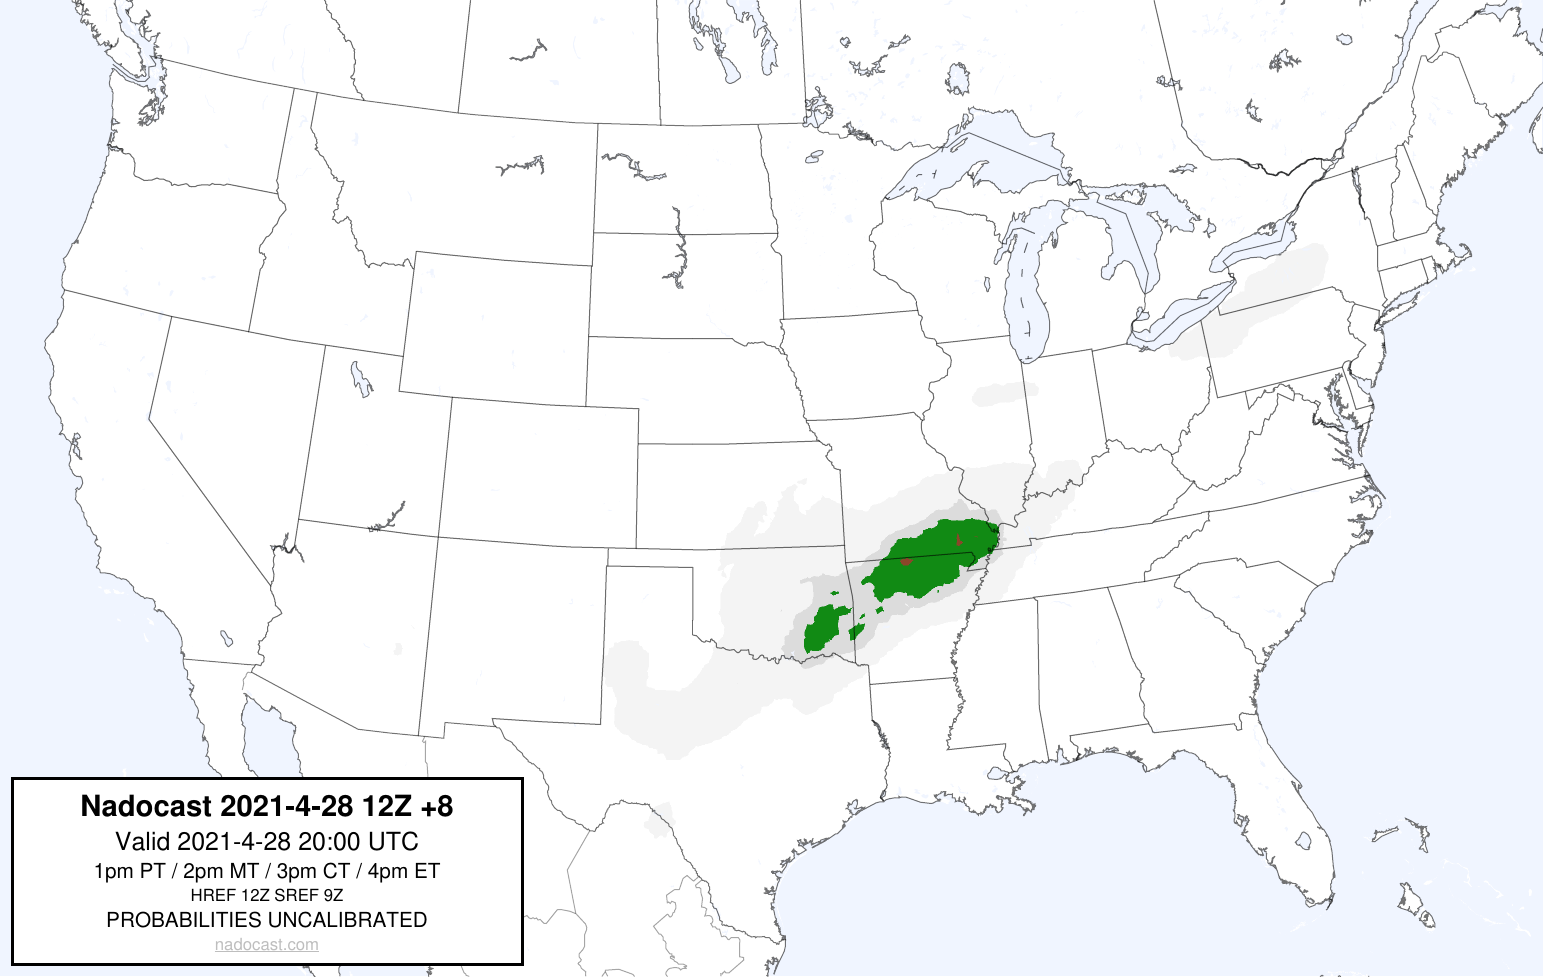 Nadocast 2021-4-28 12Z +8
Valid 2021-4-28 20:00 UTC
1pm PT / 2pm MT / 3pm CT / 4pm ET
HREF 12Z SREF 9Z
PROBABILITIES UNCALIBRATED
nadocast.com